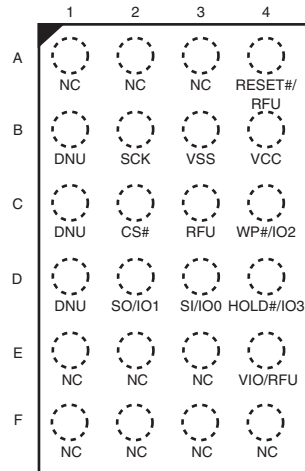 1 2 3 4
A
NC NC NC RESET#/
RFU
B
DNU SCK VSS VCC
C
DNU CS# RFU WP#/IO2
D
DNU SO/IO1 SI/IO0 HOLD#/IO3
E
NC NC NC VIO/RFU
F
NC NC NC NC